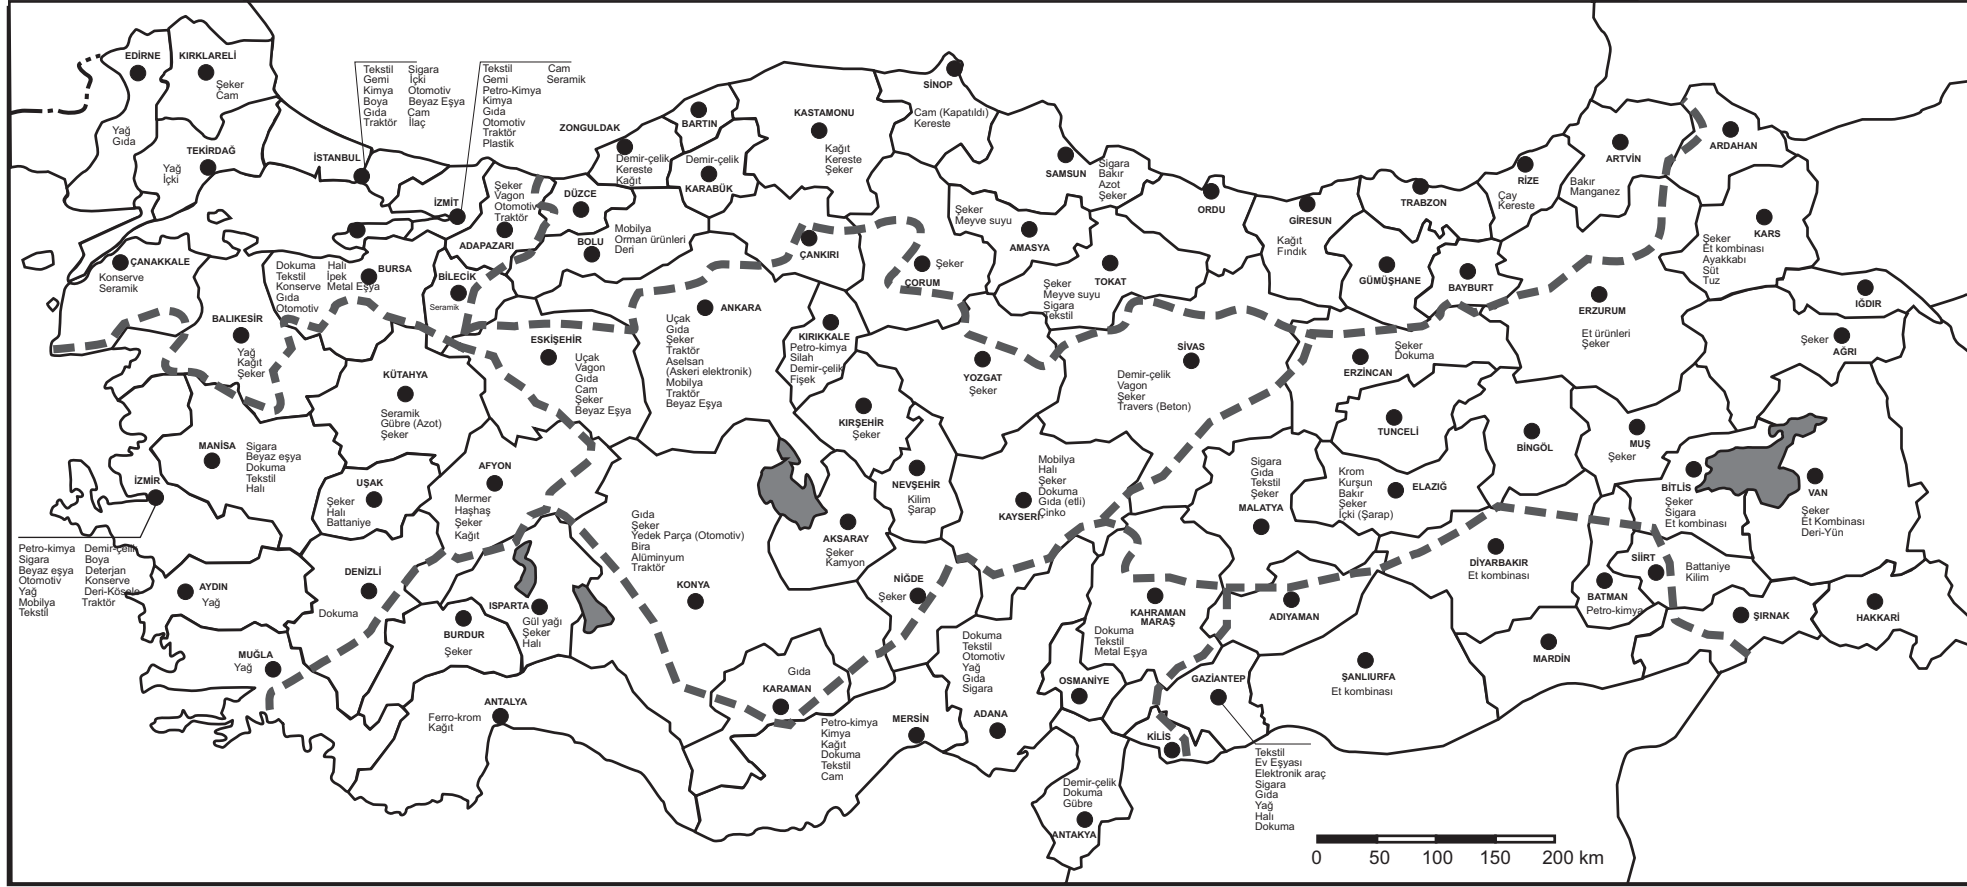 EDİRNE
Yağ
Gıda
KIRKLARELİ
Şeker
Cam
TEKİRDAĞ
Yağ
İçki
İSTANBUL
Tekstil Sigara
Gemi İçki
Kimya Otomotiv
Boya Beyaz Eşya
Gıda Cam
Traktör İlaç
İZMİT
Tekstil Cam
Gemi Seramik
Petro-Kimya
Kimya
Gıda
Otomotiv
Traktör
Plastik
ADAPAZARI
Şeker
Vagon
Otomotiv
Traktör
DÜZCE
ZONGULDAK
Demir-çelik
Kereste
Kağıt
BARTIN
Demir-çelik
KARABÜK
KASTAMONU
Kağıt
Kereste
Şeker
SİNOP
Cam (Kapatıldı)
Kereste
SAMSUN
Sigara
Bakır
Azot
Şeker
ORDU
GİRESUN
Kağıt
Fındık
TRABZON
RİZE
Çay
Kereste
ARTVİN
Bakır
Manganez
ARDAHAN
KARS
Şeker
Et kombinası
Ayakkabı
Süt
Tuz
IĞDIR
Şeker
AĞRI
ÇANAKKALE
Konserve
Seramik
BURSA
Dokuma Halı
Tekstil İpek
Konserve Metal Eşya
Gıda
Otomotiv
BİLECİK
Seramik
BOLU
Mobilya
Orman ürünleri
Deri
ÇANKIRI
ÇORUM
Şeker
AMASYA
Şeker
Meyve suyu
TOKAT
Şeker
Meyve suyu
Sigara
Tekstil
GÜMÜŞHANE
BAYBURT
ERZURUM
Et ürünleri
Şeker
BALIKESİR
Yağ
Kağıt
Şeker
KÜTAHYA
Seramik
Gübre (Azot)
Şeker
ESKİŞEHİR
Uçak
Vagon
Gıda
Cam
Şeker
Beyaz Eşya
ANKARA
Uçak
Gıda
Şeker
Traktör
Aselsan
(Askeri elektronik)
Mobilya
Traktör
Beyaz Eşya
KIRIKKALE
Petro-kimya
Silah
Demir-çelik
Fişek
KIRŞEHİR
Şeker
YOZGAT
Şeker
SİVAS
Demir-çelik
Vagon
Şeker
Travers (Beton)
ERZİNCAN
Şeker
Dokuma
TUNCELİ
BİNGÖL
MUŞ
Şeker
BİTLİS
Şeker
Sigara
Et kombinası
VAN
Şeker
Et Kombinası
Deri-Yün
MANİSA
Sigara
Beyaz eşya
Dokuma
Tekstil
Halı
İZMİR
Petro-kimya Demir-çelik
Sigara Boya
Beyaz eşya Deterjan
Otomotiv Konserve
Yağ Deri-Kösele
Mobilya Traktör
Tekstil
UŞAK
Şeker
Halı
Battaniye
AFYON
Mermer
Haşhaş
Şeker
Kağıt
KONYA
Gıda
Şeker
Yedek Parça (Otomotiv)
Bira
Alüminyum
Traktör
AKSARAY
Şeker
Kamyon
NEVŞEHİR
Kilim
Şarap
KAYSERİ
Mobilya
Halı
Şeker
Dokuma
Gıda (etli)
Çinko
MALATYA
Sigara
Gıda
Tekstil
Şeker
ELAZIĞ
Krom
Kurşun
Bakır
Şeker
İçki (Şarap)
DİYARBAKIR
Et kombinası
BATMAN
Petro-kimya
SİİRT
Battaniye
Kilim
ŞIRNAK
HAKKARİ
AYDIN
Yağ
DENİZLİ
Dokuma
BURDUR
Şeker
ISPARTA
Gül yağı
Şeker
Halı
NİĞDE
Şeker
KAHRAMAN
MARAŞ
Dokuma
Tekstil
Metal Eşya
ADIYAMAN
MARDİN
MUĞLA
Yağ
ANTALYA
Ferro-krom
Kağıt
KARAMAN
Gıda
MERSİN
Petro-kimya
Kimya
Kağıt
Dokuma
Tekstil
Cam
ADANA
Dokuma
Tekstil
Otomotiv
Yağ
Gıda
Sigara
OSMANİYE
GAZİANTEP
Tekstil
Ev Eşyası
Elektronik araç
Sigara
Gıda
Yağ
Halı
Dokuma
KİLİS
ŞANLIURFA
Et kombinası
Demir-çelik
Dokuma
Gübre
ANTAKYA
0 50 100 150 200 km